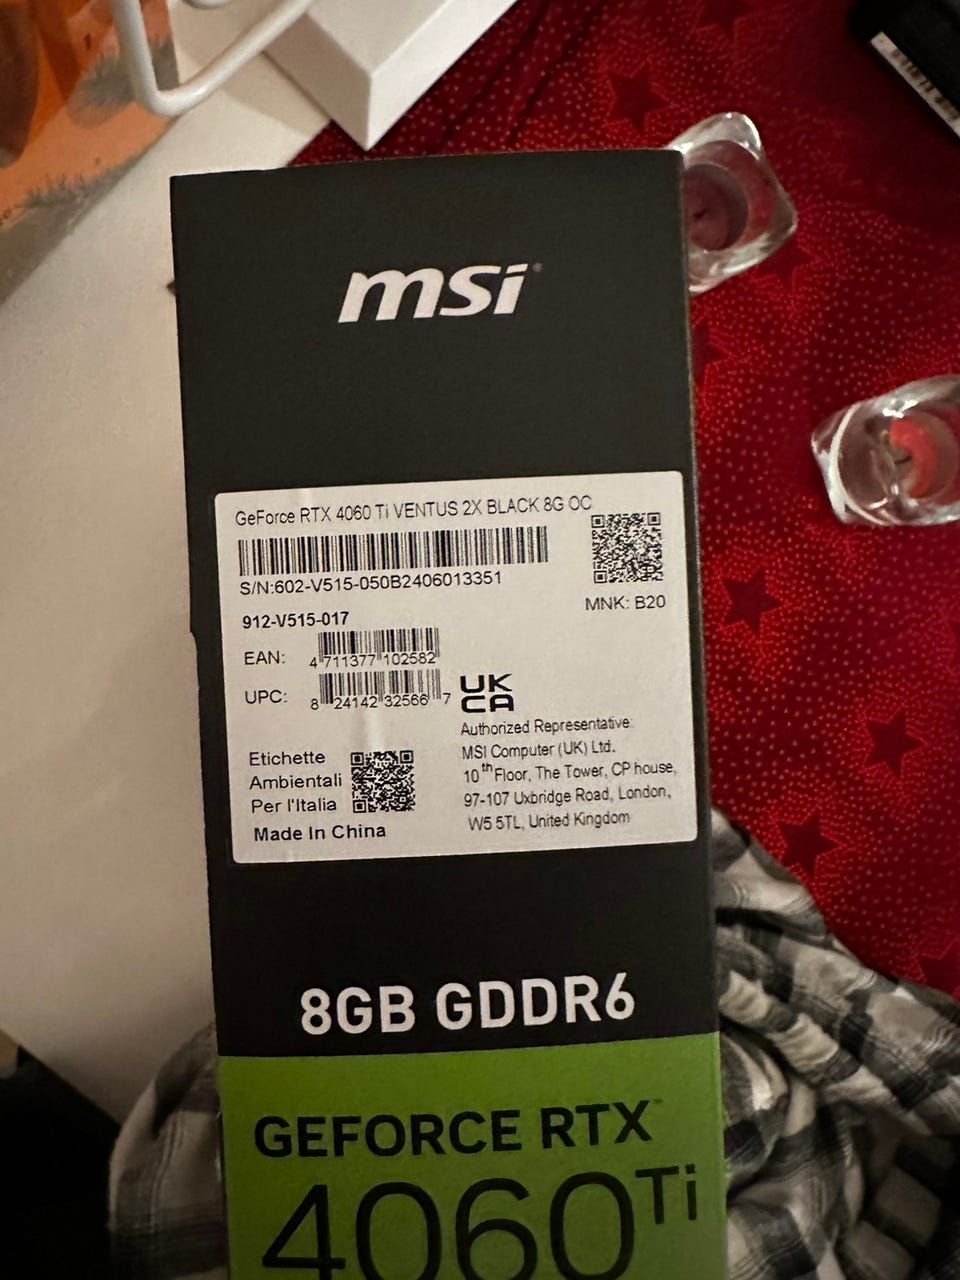 msi
GeForce RTX 4060 Ti VENTUS 2X BLACK 8G OC
S/N:602-V515-050B2406013351
MNK: B20
912-V515-017
EAN: 4 711377 102582
UPC: 8 24142 32566 7
UK
CA
Authorized Representative:
MSI Computer (UK) Ltd.
10th Floor, The Tower, CP house,
97-107 Uxbridge Road, London,
W5 5TL, United Kingdom
Etichette
Ambientali
Per l'Italia
Made In China
8GB GDDR6
GEFORCE RTX™
4060 Ti